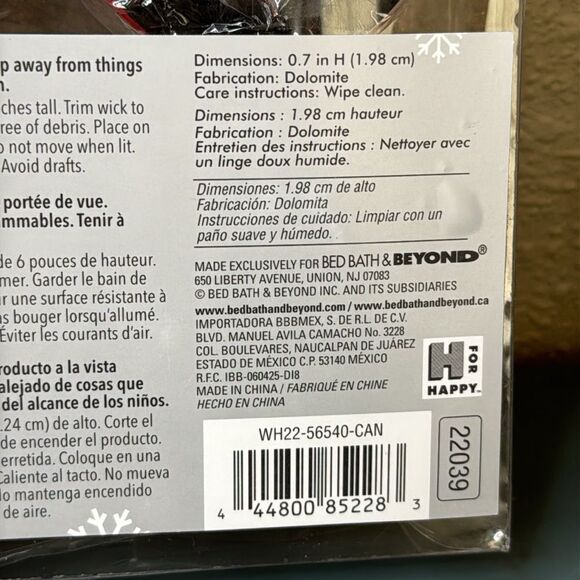 p away from things
n.
ches tall. Trim wick to
ree of debris. Place on
o not move when lit.
Avoid drafts.
portée de vue.
ammables. Tenir à
de 6 pouces de hauteur.
mer. Garder le bain de
r une surface résistante à
as bouger lorsqu'allumé.
Éviter les courants d'air.
roducto a la vista
alejado de cosas que
del alcance de los niños.
.24 cm) de alto. Corte el
de encender el producto.
erretida. Coloque en una
Caliente al tacto. No mueva
lo mantenga encendido
de aire.
Dimensions: 0.7 in H (1.98 cm)
Fabrication: Dolomite
Care instructions: Wipe clean.
Dimensions : 1.98 cm hauteur
Fabrication : Dolomite
Entretien des instructions : Nettoyer avec
un linge doux humide.
Dimensiones: 1.98 cm de alto
Fabricación: Dolomita
Instrucciones de cuidado: Limpiar con un
paño suave y húmedo.
MADE EXCLUSIVELY FOR BED BATH & BEYOND®
650 LIBERTY AVENUE, UNION, NJ 07083
© BED BATH & BEYOND INC. AND ITS SUBSIDIARIES
www.bedbathandbeyond.com / www.bedbathandbeyond.ca
IMPORTADORA BBBMEX, S. DE R.L. DE C.V.
BLVD. MANUEL AVILA CAMACHO No. 3228
COL. BOULEVARES, NAUCALPAN DE JUÁREZ
ESTADO DE MÉXICO C.P. 53140 MÉXICO
R.F.C. IBB-060425-DI8
MADE IN CHINA / FABRIQUÉ EN CHINE
HECHO EN CHINA
H FOR
HAPPY™
WH22-56540-CAN
4 44800 85228 3
22039